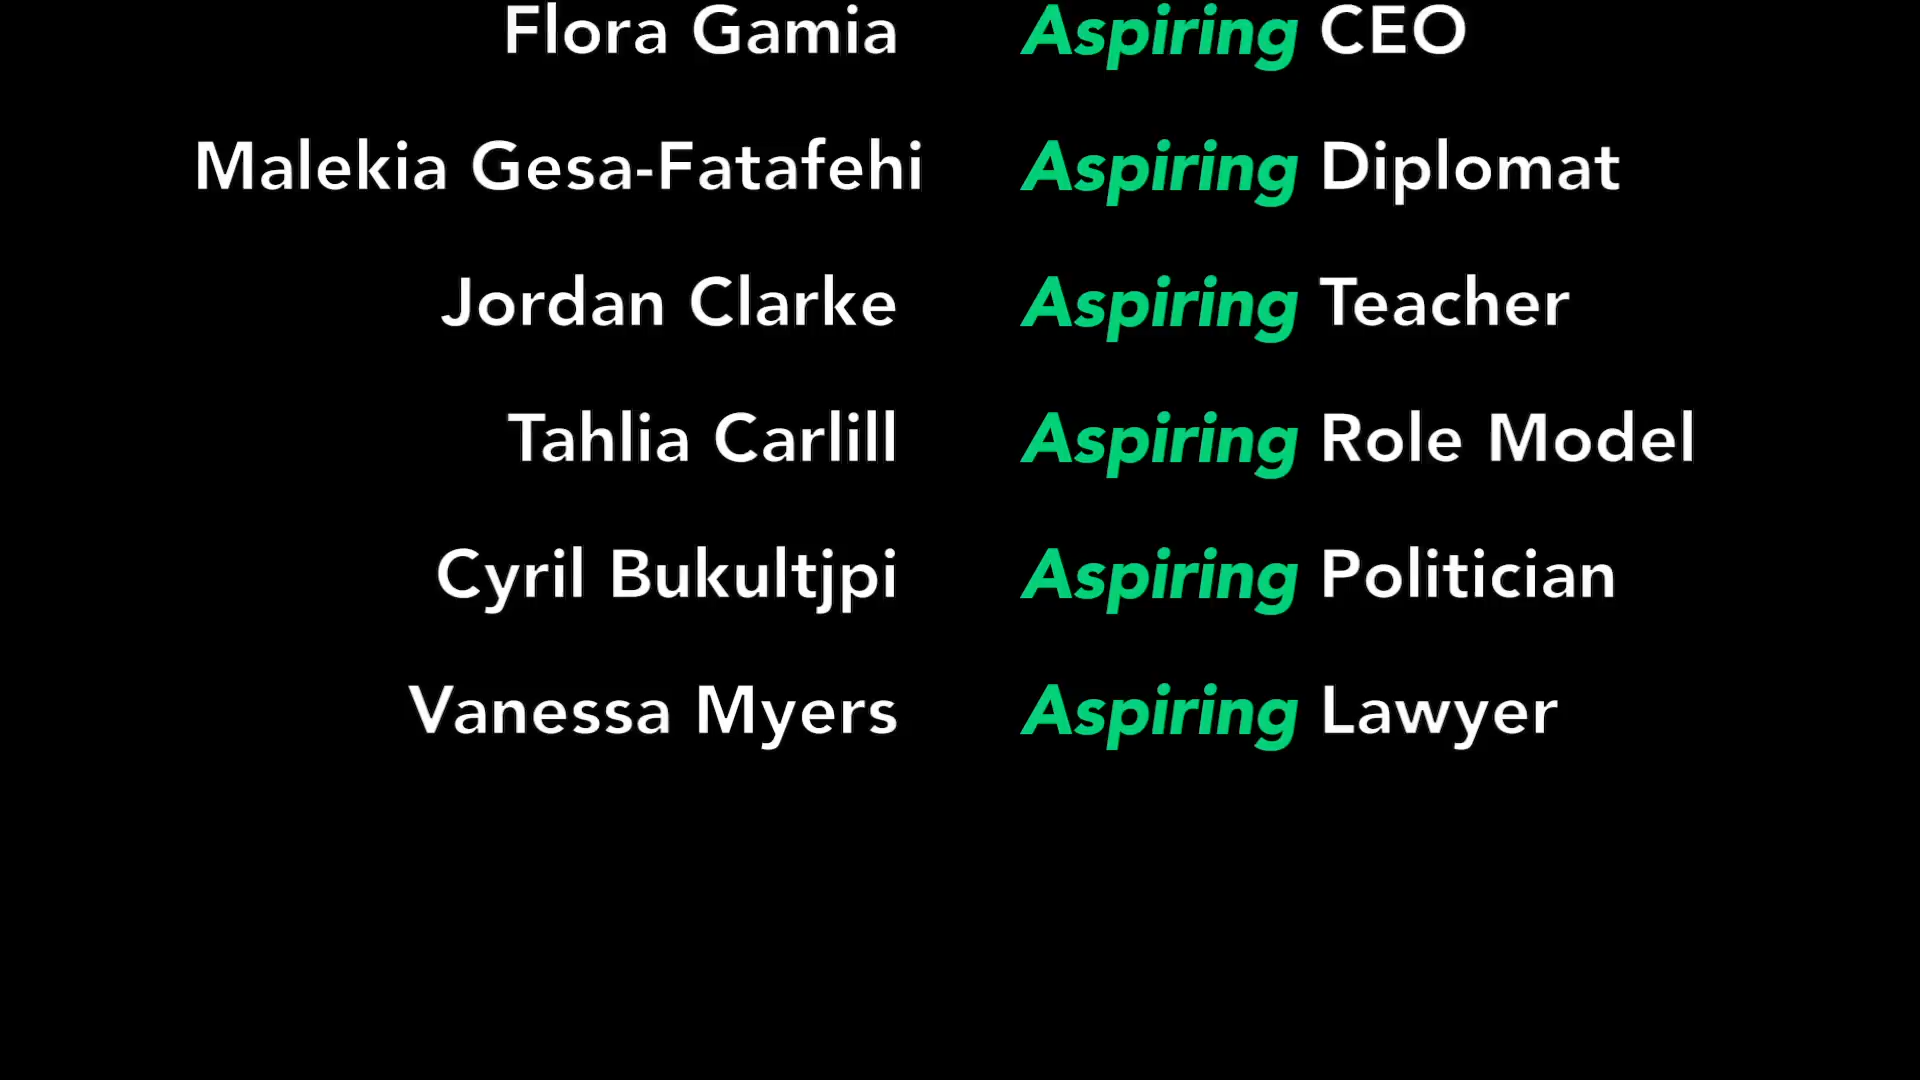 Flora Gamia Aspiring CEO
Malekia Gesa-Fatafehi Aspiring Diplomat
Jordan Clarke Aspiring Teacher
Tahlia Carlill Aspiring Role Model
Cyril Bukultjpi Aspiring Politician
Vanessa Myers Aspiring Lawyer